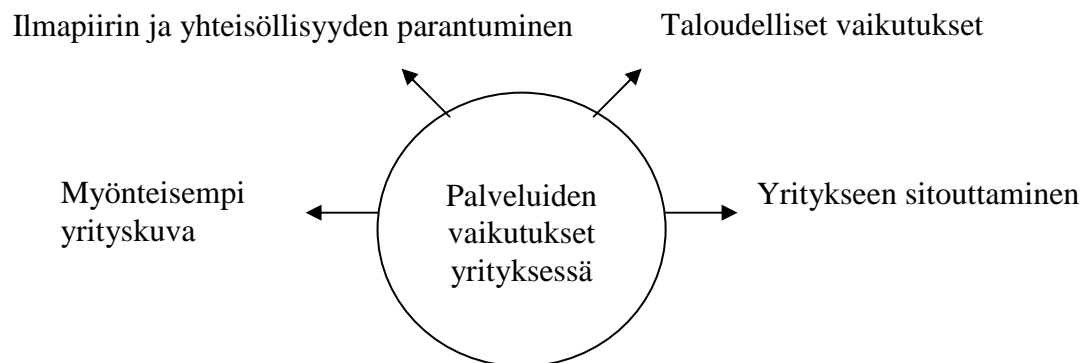 Ilmapiirin ja yhteisöllisyyden parantuminen
Taloudelliset vaikutukset
Myönteisempi
yrityskuva
Palveluiden
vaikutukset
yrityksessä
Yritykseen sitouttaminen